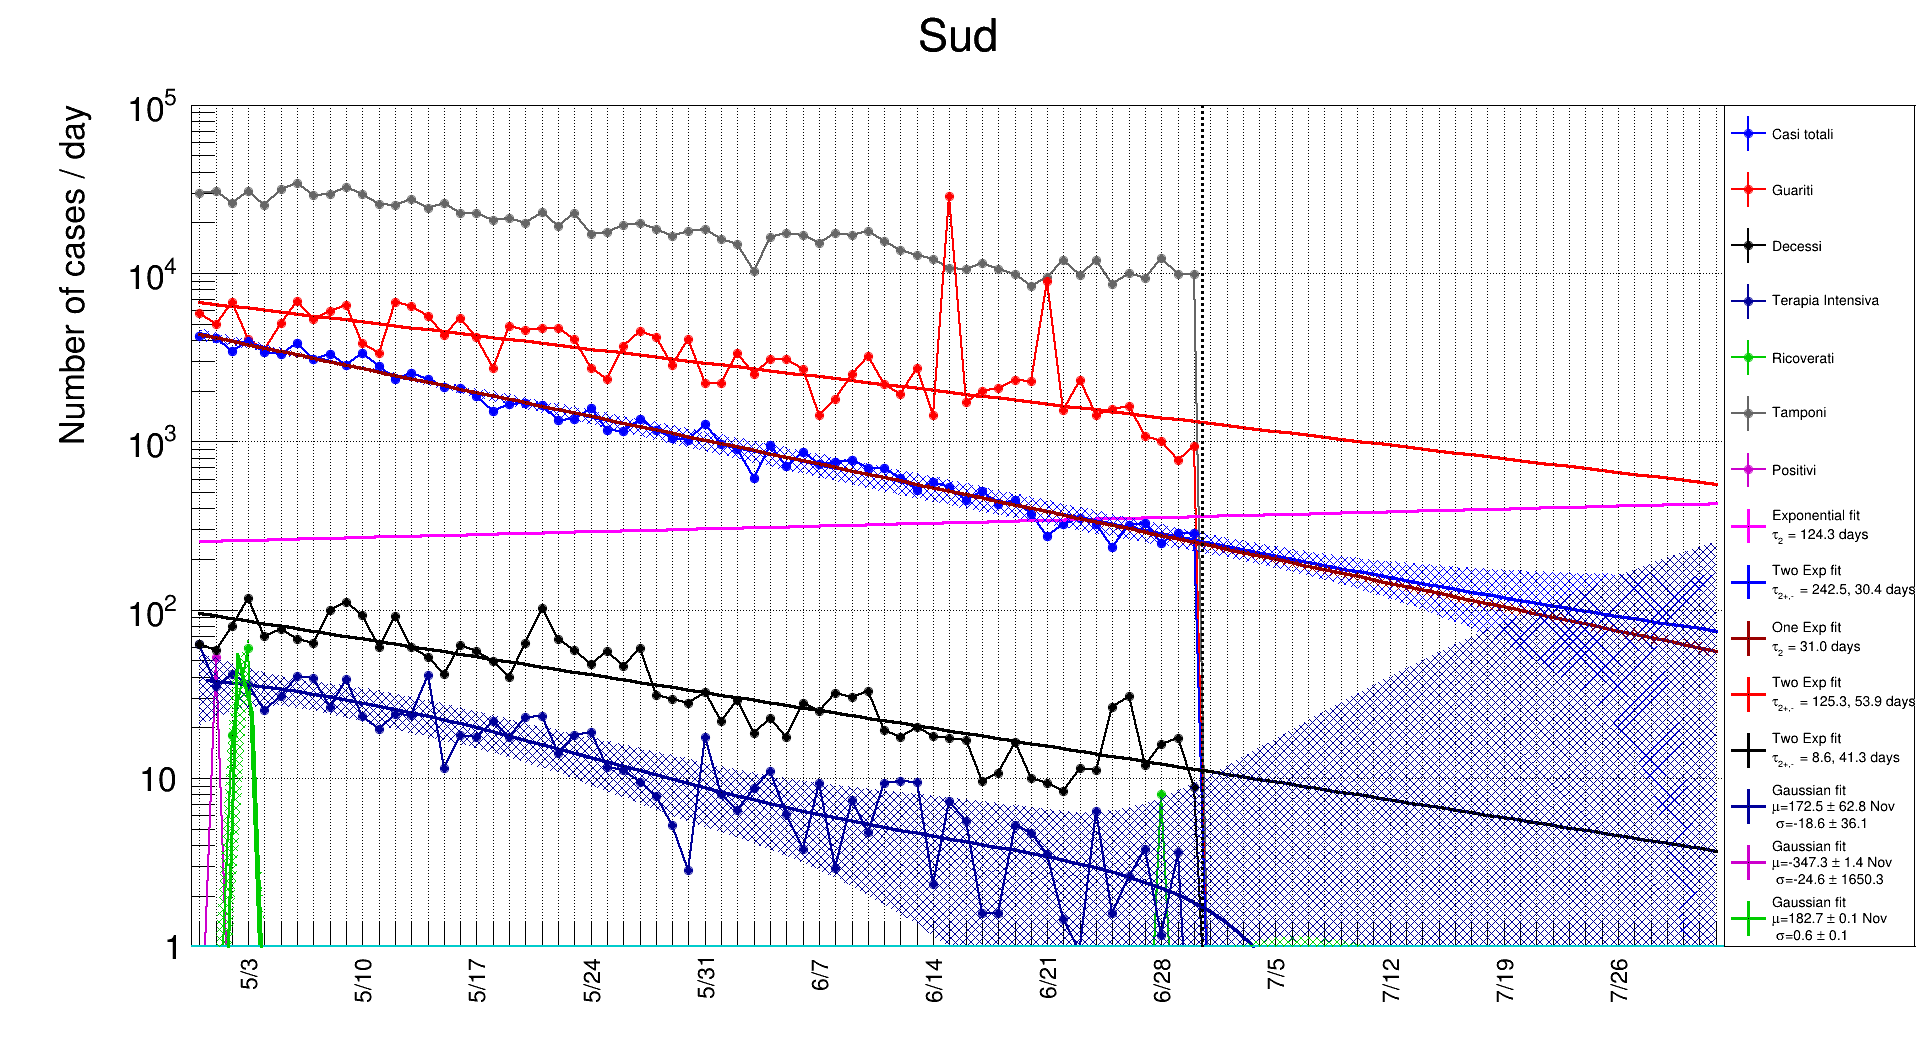 Sud
Number of cases / day
10^5
10^4
10^3
10^2
10
1
5/3
5/10
5/17
5/24
5/31
6/7
6/14
6/21
6/28
7/5
7/12
7/19
7/26
Casi totali
Guariti
Decessi
Terapia Intensiva
Ricoverati
Tamponi
Positivi
Exponential fit
τ₂ = 124.3 days
Two Exp fit
τ₂₊,₋ = 242.5, 30.4 days
One Exp fit
τ₂ = 31.0 days
Two Exp fit
τ₂₊,₋ = 125.3, 53.9 days
Two Exp fit
τ₂₊,₋ = 8.6, 41.3 days
Gaussian fit
μ=172.5 ± 62.8 Nov
σ=-18.6 ± 36.1
Gaussian fit
μ=-347.3 ± 1.4 Nov
σ=-24.6 ± 1650.3
Gaussian fit
μ=182.7 ± 0.1 Nov
σ=0.6 ± 0.1